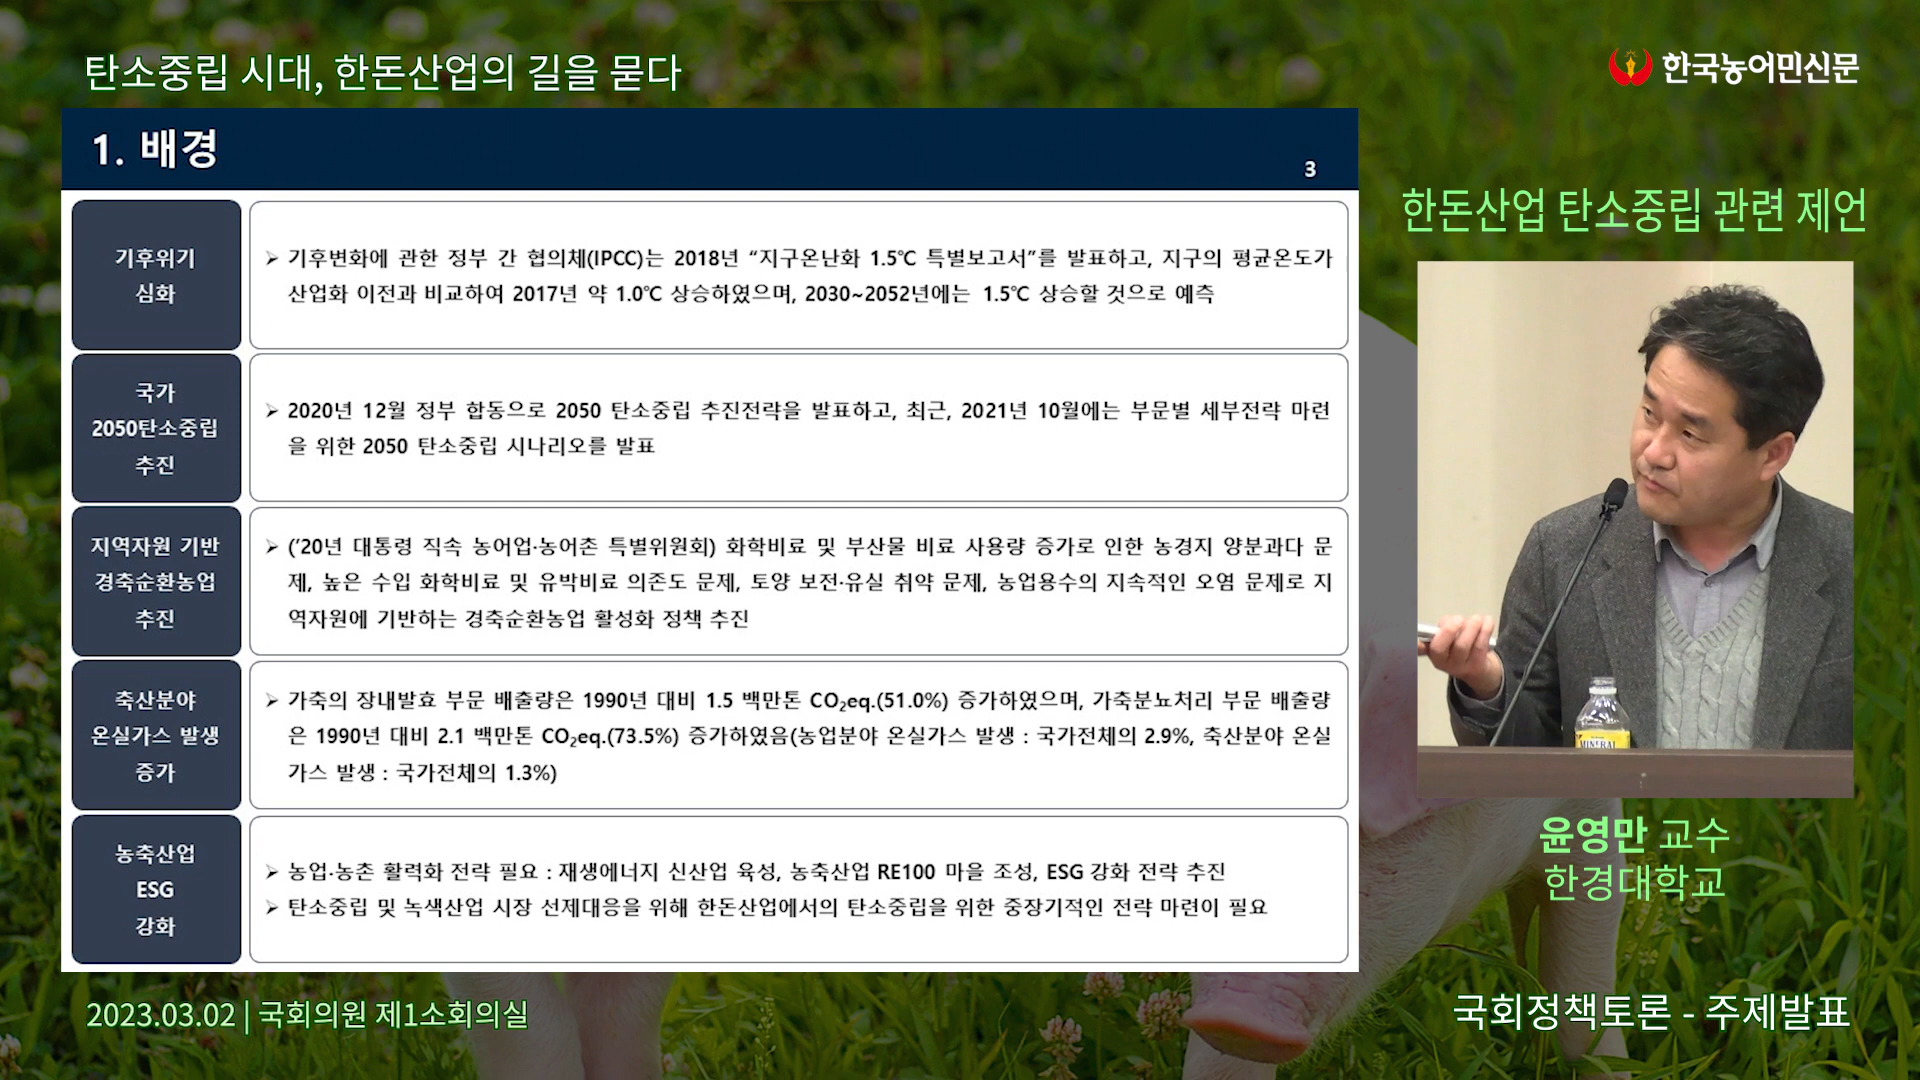 탄소중립 시대, 한돈산업의 길을 묻다
한국농어민신문
1. 배경
3
기후위기
심화
➢ 기후변화에 관한 정부 간 협의체(IPCC)는 2018년 “지구온난화 1.5℃ 특별보고서”를 발표하고, 지구의 평균온도가
산업화 이전과 비교하여 2017년 약 1.0℃ 상승하였으며, 2030~2052년에는 1.5℃ 상승할 것으로 예측
국가
2050탄소중립
추진
➢ 2020년 12월 정부 합동으로 2050 탄소중립 추진전략을 발표하고, 최근, 2021년 10월에는 부문별 세부전략 마련
을 위한 2050 탄소중립 시나리오를 발표
지역자원 기반
경축순환농업
추진
➢ (’20년 대통령 직속 농어업·농어촌 특별위원회) 화학비료 및 부산물 비료 사용량 증가로 인한 농경지 양분과다 문
제, 높은 수입 화학비료 및 유박비료 의존도 문제, 토양 보전·유실 취약 문제, 농업용수의 지속적인 오염 문제로 지
역자원에 기반하는 경축순환농업 활성화 정책 추진
축산분야
온실가스 발생
증가
➢ 가축의 장내발효 부문 배출량은 1990년 대비 1.5 백만톤 CO₂eq.(51.0%) 증가하였으며, 가축분뇨처리 부문 배출량
은 1990년 대비 2.1 백만톤 CO₂eq.(73.5%) 증가하였음(농업분야 온실가스 발생 : 국가전체의 2.9%, 축산분야 온실
가스 발생 : 국가전체의 1.3%)
농축산업
ESG
강화
➢ 농업·농촌 활력화 전략 필요 : 재생에너지 신산업 육성, 농축산업 RE100 마을 조성, ESG 강화 전략 추진
➢ 탄소중립 및 녹색산업 시장 선제대응을 위해 한돈산업에서의 탄소중립을 위한 중장기적인 전략 마련이 필요
한돈산업 탄소중립 관련 제언
MINERAL
윤영만 교수
한경대학교
2023.03.02 | 국회의원 제1소회의실
국회정책토론 - 주제발표